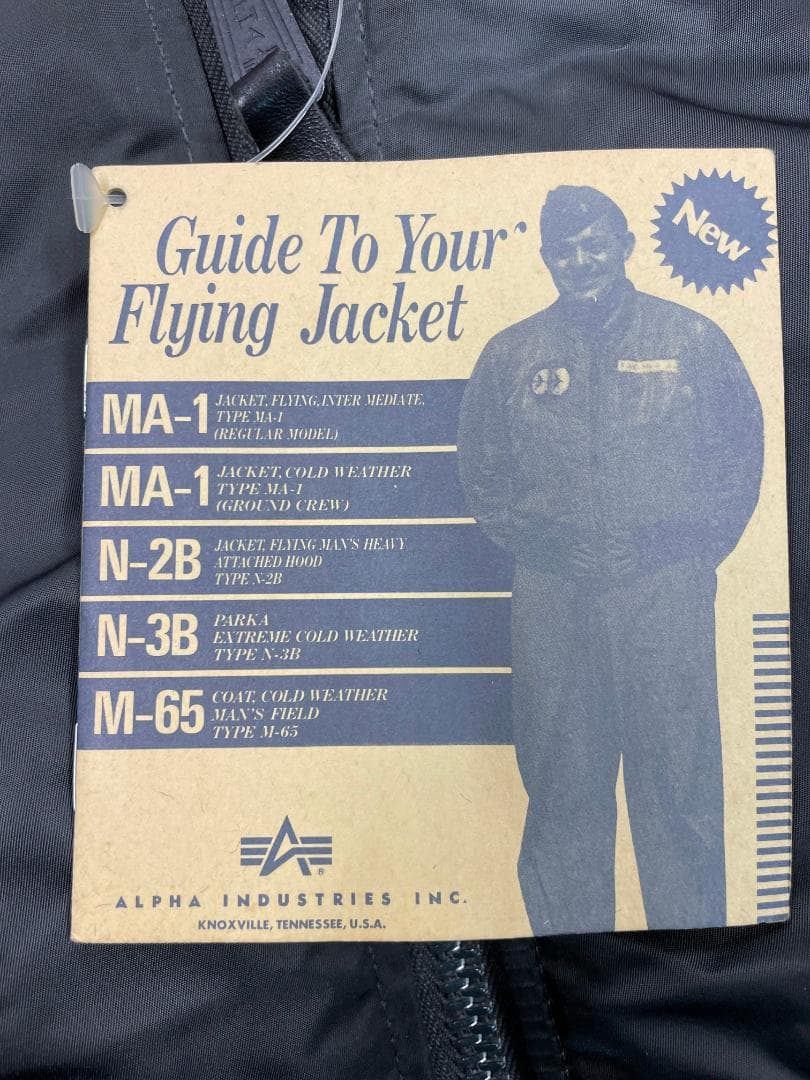 Guide To Your
Flying Jacket
New
MA-1
JACKET, FLYING, INTER MEDIATE,
TYPE MA-1
(REGULAR MODEL)
MA-1
JACKET, COLD WEATHER
TYPE MA-1
(GROUND CREW)
N-2B
JACKET, FLYING MAN'S HEAVY
ATTACHED HOOD
TYPE N-2B
N-3B
PARKA
EXTREME COLD WEATHER
TYPE N-3B
M-65
COAT, COLD WEATHER
MAN'S FIELD
TYPE M-65
®
ALPHA INDUSTRIES INC.
KNOXVILLE, TENNESSEE, U.S.A.